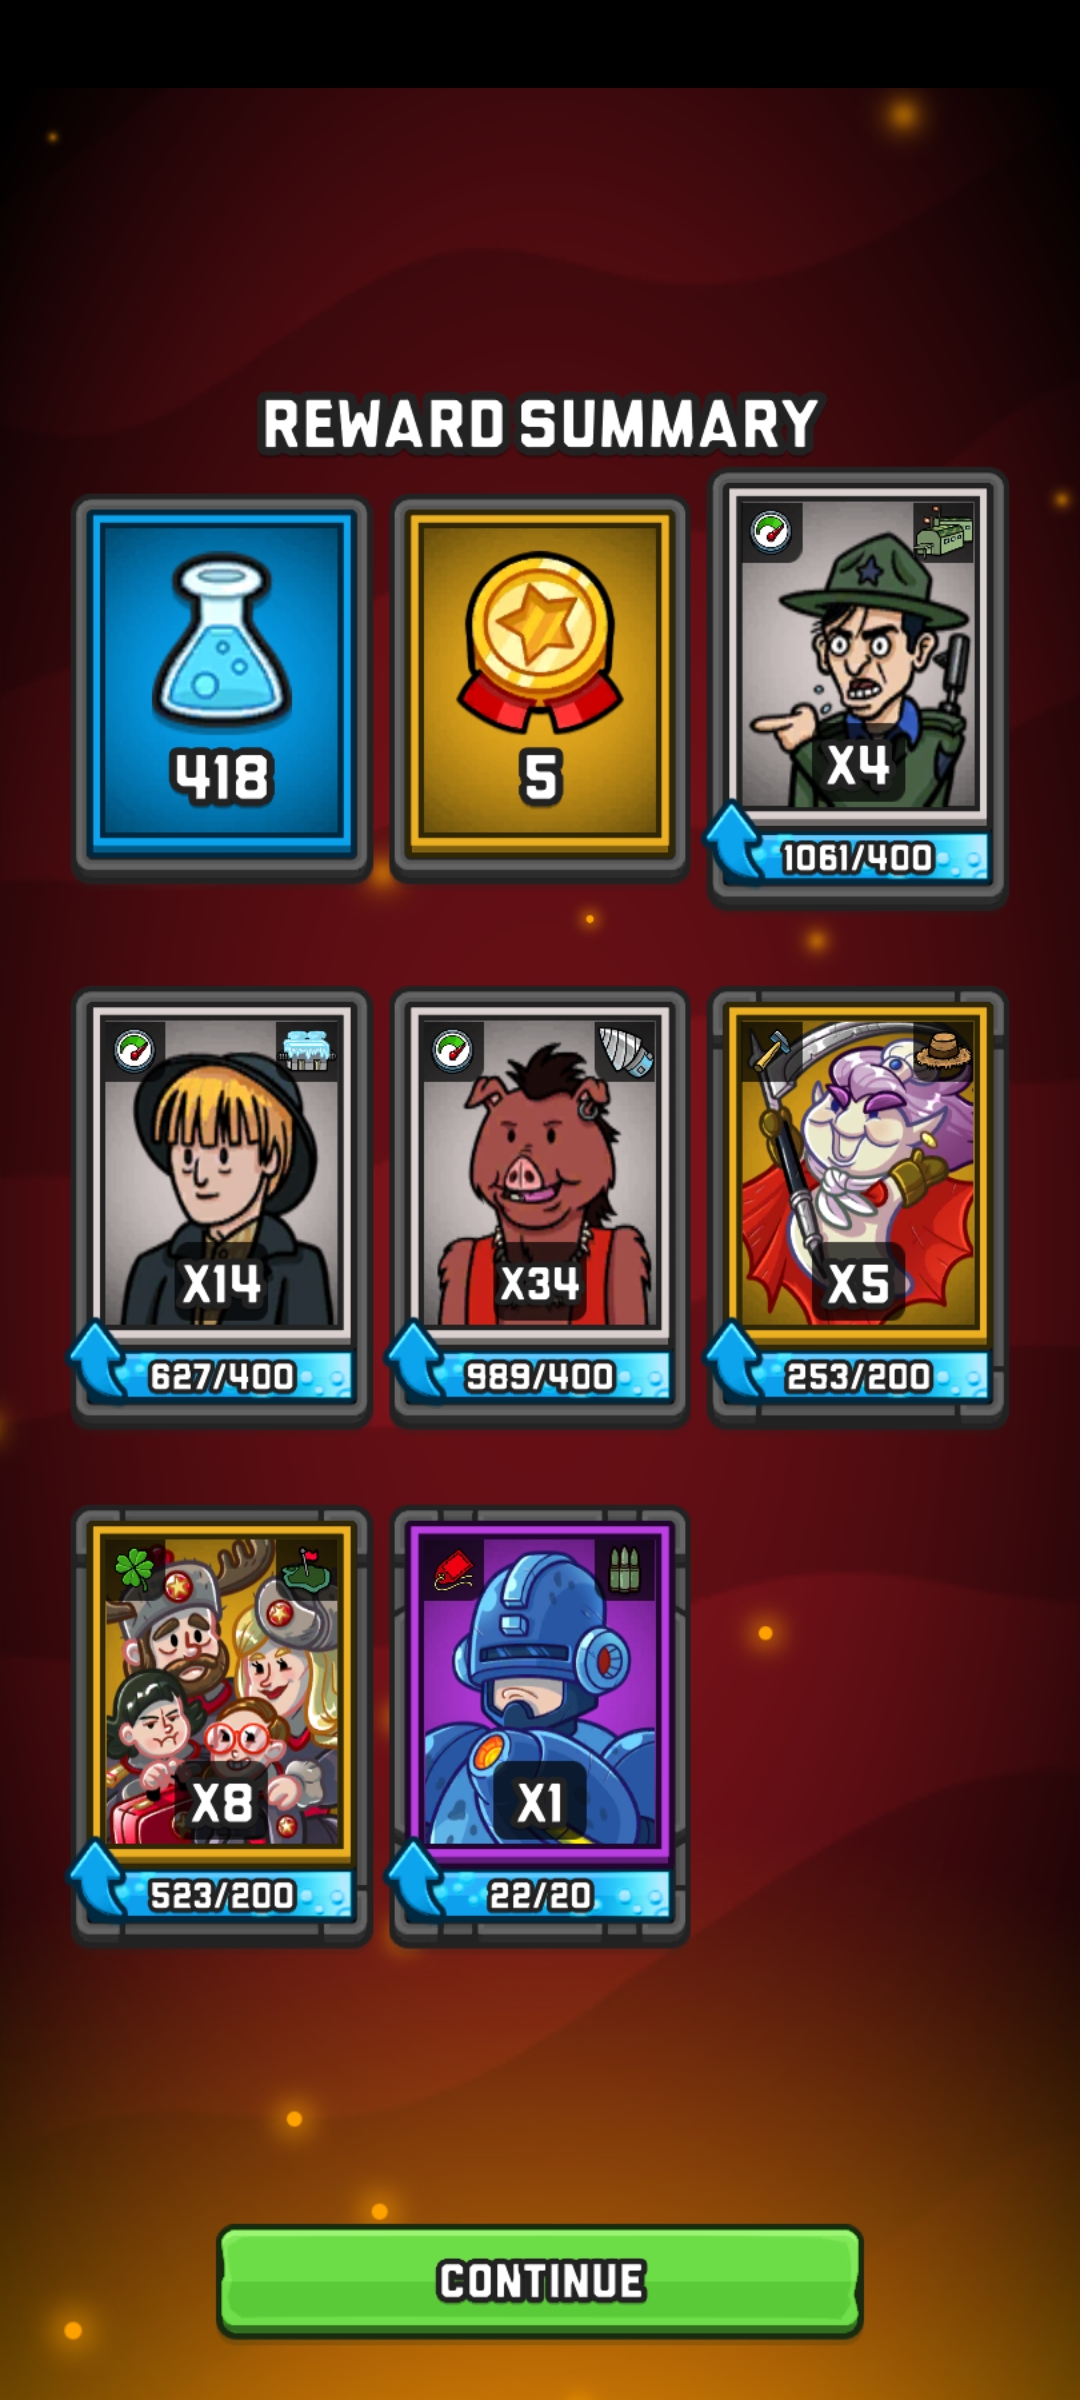 REWARD SUMMARY
418
5
X4
1061/400
X14
627/400
X34
989/400
X5
253/200
X8
523/200
X1
22/20
CONTINUE